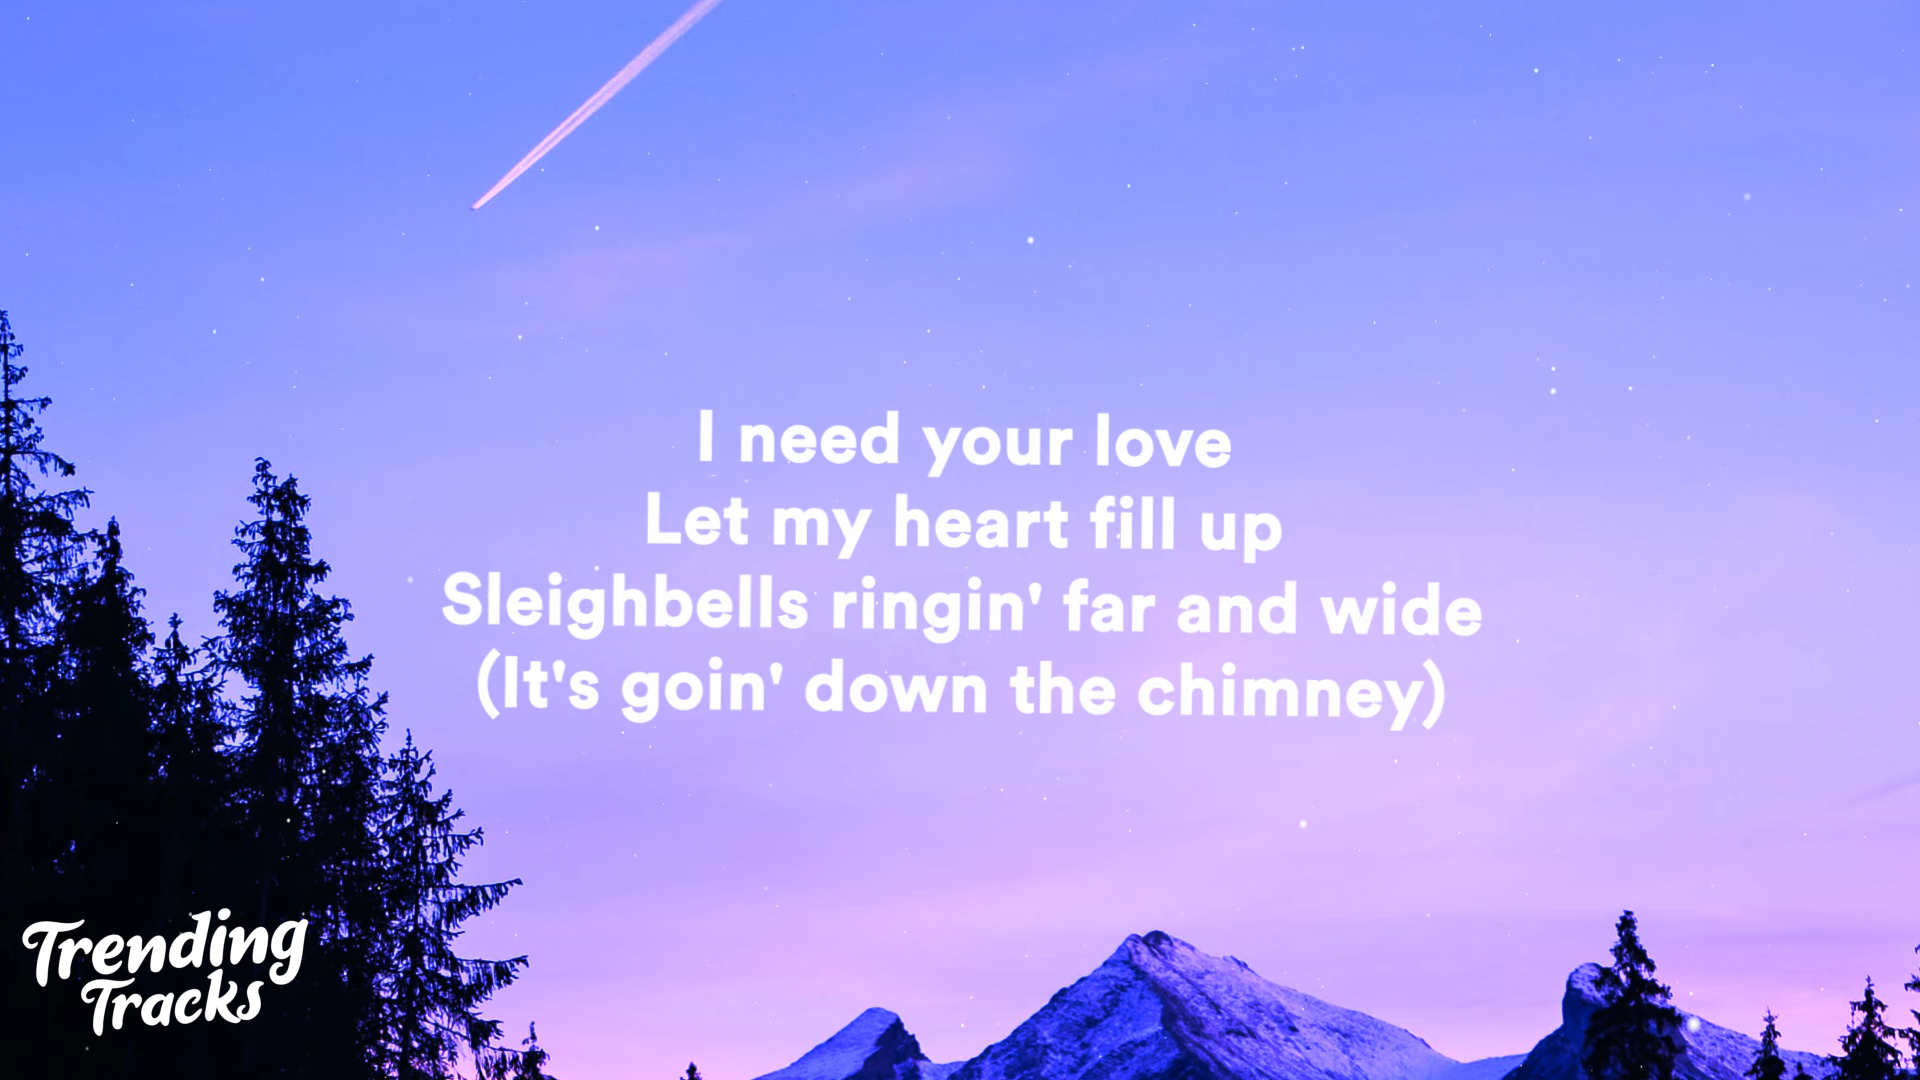 I need your love
Let my heart fill up
Sleighbells ringin' far and wide
(It's goin' down the chimney)
Trending
Tracks